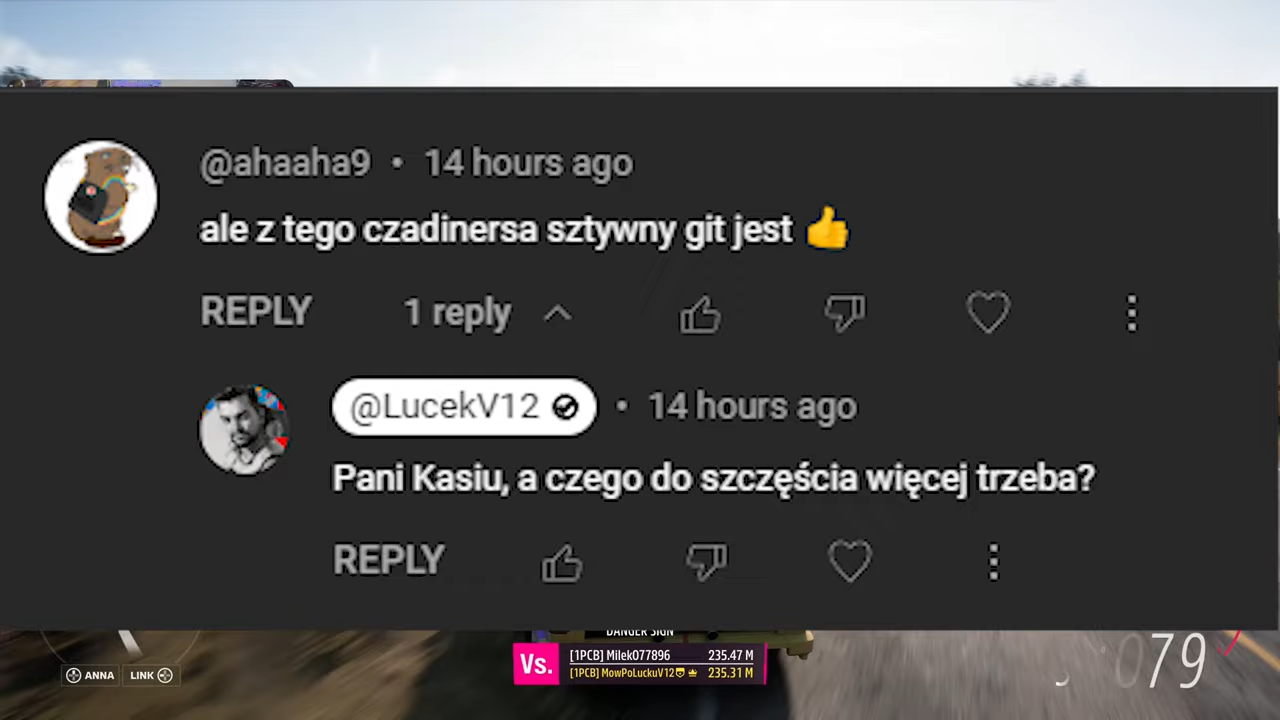 @ahaaha9 • 14 hours ago
ale z tego czadinersa sztywny git jest 👍
REPLY 1 reply
@LucekV12 • 14 hours ago
Pani Kasiu, a czego do szczęścia więcej trzeba?
REPLY
DANGER SIGN
Vs. [1PCB] Milek077896 235.47 M
[1PCB] MowPoLuckuV12 235.31 M
ANNA LINK
079